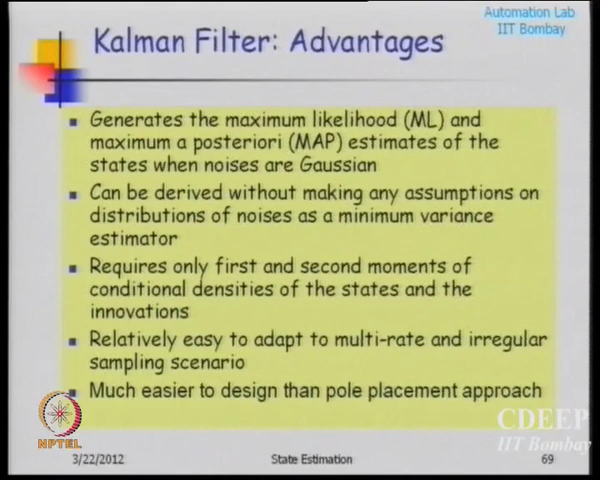 Automation Lab
IIT Bombay
Kalman Filter: Advantages
Generates the maximum likelihood (ML) and
maximum a posteriori (MAP) estimates of the
states when noises are Gaussian
Can be derived without making any assumptions on
distributions of noises as a minimum variance
estimator
Requires only first and second moments of
conditional densities of the states and the
innovations
Relatively easy to adapt to multi-rate and irregular
sampling scenario
Much easier to design than pole placement approach
NPTEL
CDEEP
IIT Bombay
3/22/2012
State Estimation
69